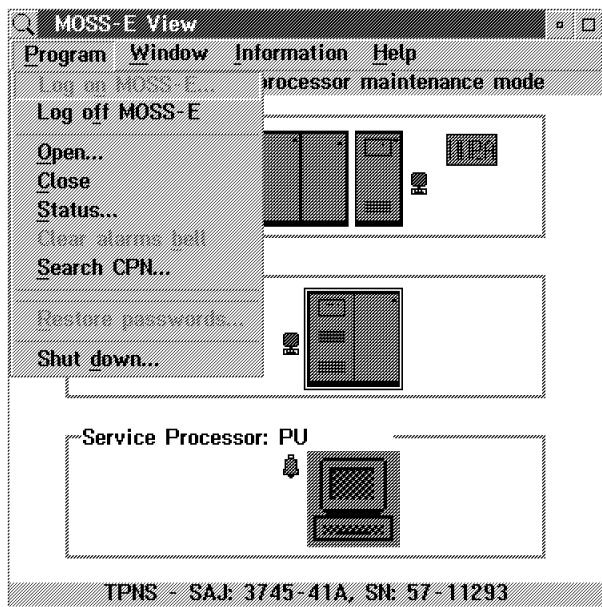 MOSS-E View
Program Window Information Help
Log on MOSS-E... processor maintenance mode
Log off MOSS-E
Open...
Close
Status...
Clear alarms bell
Search CPN...
Restore passwords...
Shut down...
Service Processor: PU
TPNS - SAJ: 3745-41A, SN: 57-11293